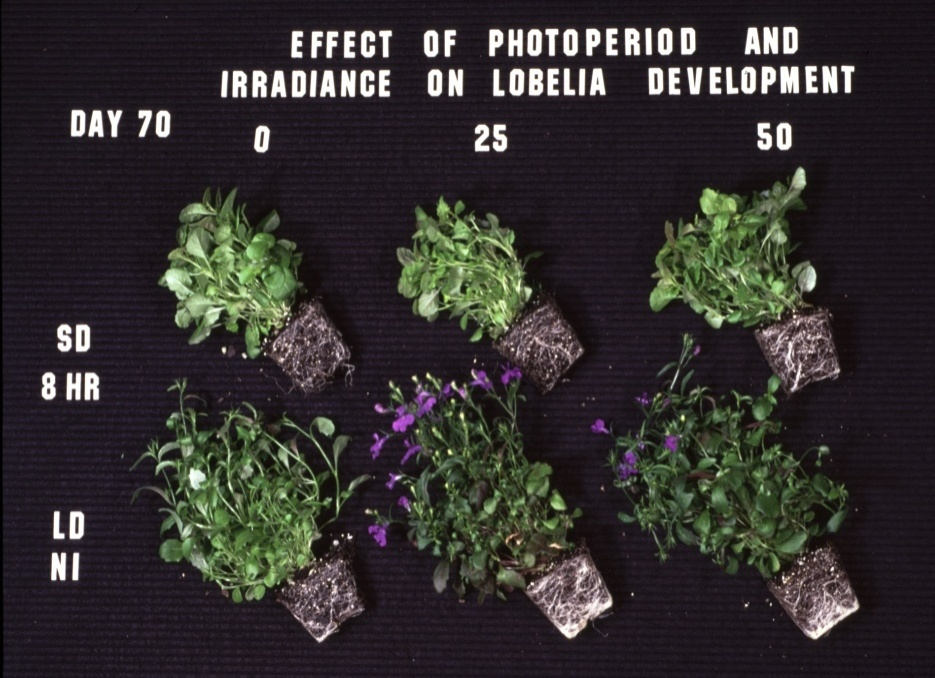 EFFECT OF PHOTOPERIOD AND
IRRADIANCE ON LOBELIA DEVELOPMENT
DAY 70 0 25 50
SD
8 HR
LD
NI